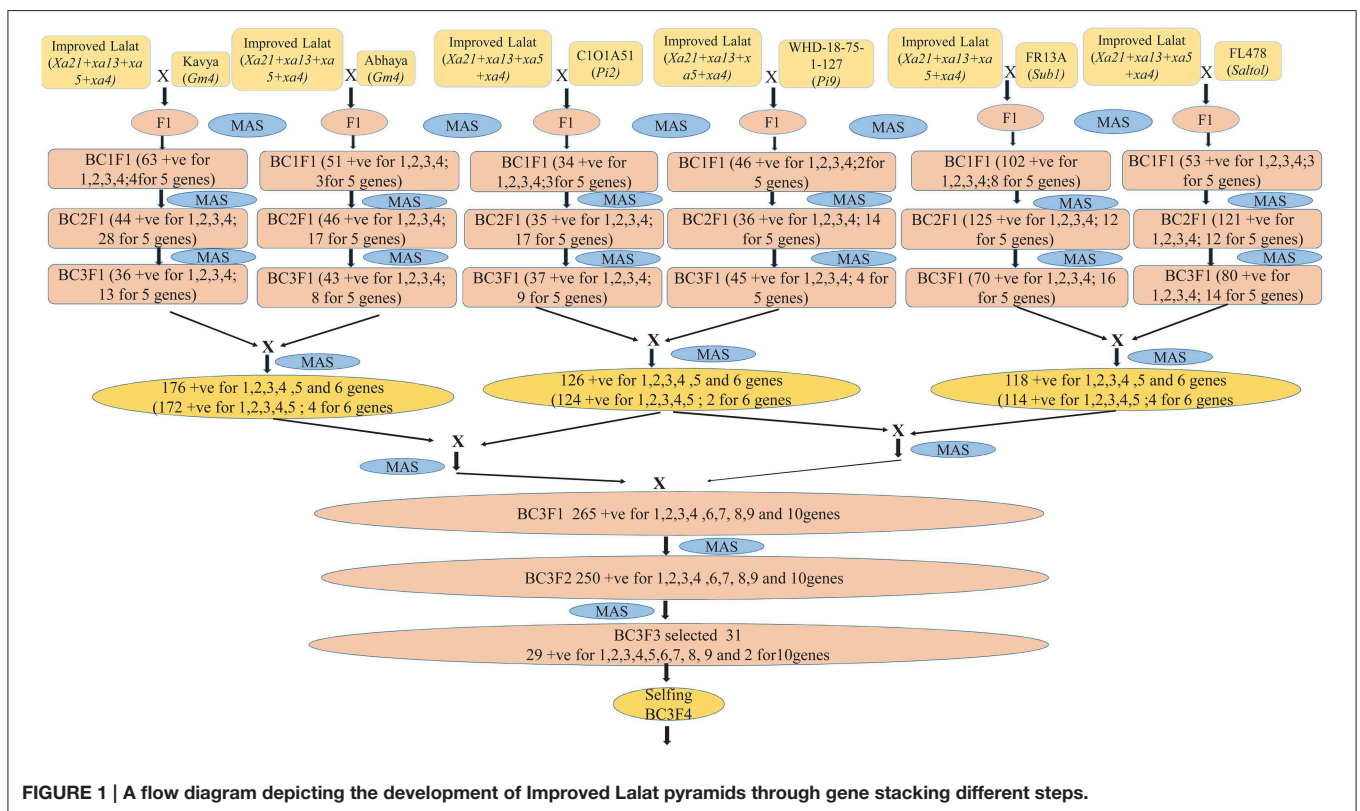 Improved Lalat
(Xa21+xa13+xa
5+xa4)
X
Kavya
(Gm4)
Improved Lalat
(Xa21+xa13+xa
5+xa4)
X
Abhaya
(Gm4)
Improved Lalat
(Xa21+xa13+xa5
+xa4)
X
C1O1A51
(Pi2)
Improved Lalat
(Xa21+xa13+x
a5+xa4)
X
WHD-18-75-
1-127
(Pi9)
Improved Lalat
(Xa21+xa13+xa
5+xa4)
X
FR13A
(Sub1)
Improved Lalat
(Xa21+xa13+xa5
+xa4)
X
FL478
(Saltol)
F1
MAS
F1
MAS
F1
MAS
F1
MAS
F1
MAS
F1
BC1F1 (63 +ve for
1,2,3,4;4for 5 genes)
BC1F1 (51 +ve for 1,2,3,4;
3for 5 genes)
BC1F1 (34 +ve for
1,2,3,4;3for 5 genes)
BC1F1 (46 +ve for 1,2,3,4;2for
5 genes)
BC1F1 (102 +ve for
1,2,3,4;8 for 5 genes)
BC1F1 (53 +ve for 1,2,3,4;3
for 5 genes)
MAS
MAS
MAS
MAS
MAS
MAS
BC2F1 (44 +ve for 1,2,3,4;
28 for 5 genes)
BC2F1 (46 +ve for 1,2,3,4;
17 for 5 genes)
BC2F1 (35 +ve for 1,2,3,4;
17 for 5 genes)
BC2F1 (36 +ve for 1,2,3,4; 14
for 5 genes)
BC2F1 (125 +ve for 1,2,3,4; 12
for 5 genes)
BC2F1 (121 +ve for
1,2,3,4; 12 for 5 genes)
MAS
MAS
MAS
MAS
MAS
MAS
BC3F1 (36 +ve for 1,2,3,4;
13 for 5 genes)
BC3F1 (43 +ve for 1,2,3,4;
8 for 5 genes)
BC3F1 (37 +ve for 1,2,3,4;
9 for 5 genes)
BC3F1 (45 +ve for 1,2,3,4; 4 for
5 genes)
BC3F1 (70 +ve for 1,2,3,4; 16
for 5 genes)
BC3F1 (80 +ve for
1,2,3,4; 14 for 5 genes)
X
MAS
X
MAS
X
MAS
176 +ve for 1,2,3,4 ,5 and 6 genes
(172 +ve for 1,2,3,4,5 ; 4 for 6 genes
126 +ve for 1,2,3,4 ,5 and 6 genes
(124 +ve for 1,2,3,4,5 ; 2 for 6 genes
118 +ve for 1,2,3,4 ,5 and 6 genes
(114 +ve for 1,2,3,4,5 ;4 for 6 genes
X
MAS
X
MAS
X
BC3F1 265 +ve for 1,2,3,4 ,6,7, 8,9 and 10genes
MAS
BC3F2 250 +ve for 1,2,3,4 ,6,7, 8,9 and 10genes
MAS
BC3F3 selected 31
29 +ve for 1,2,3,4,5,6,7, 8, 9 and 2 for10genes
Selfing
BC3F4
FIGURE 1 | A flow diagram depicting the development of Improved Lalat pyramids through gene stacking different steps.